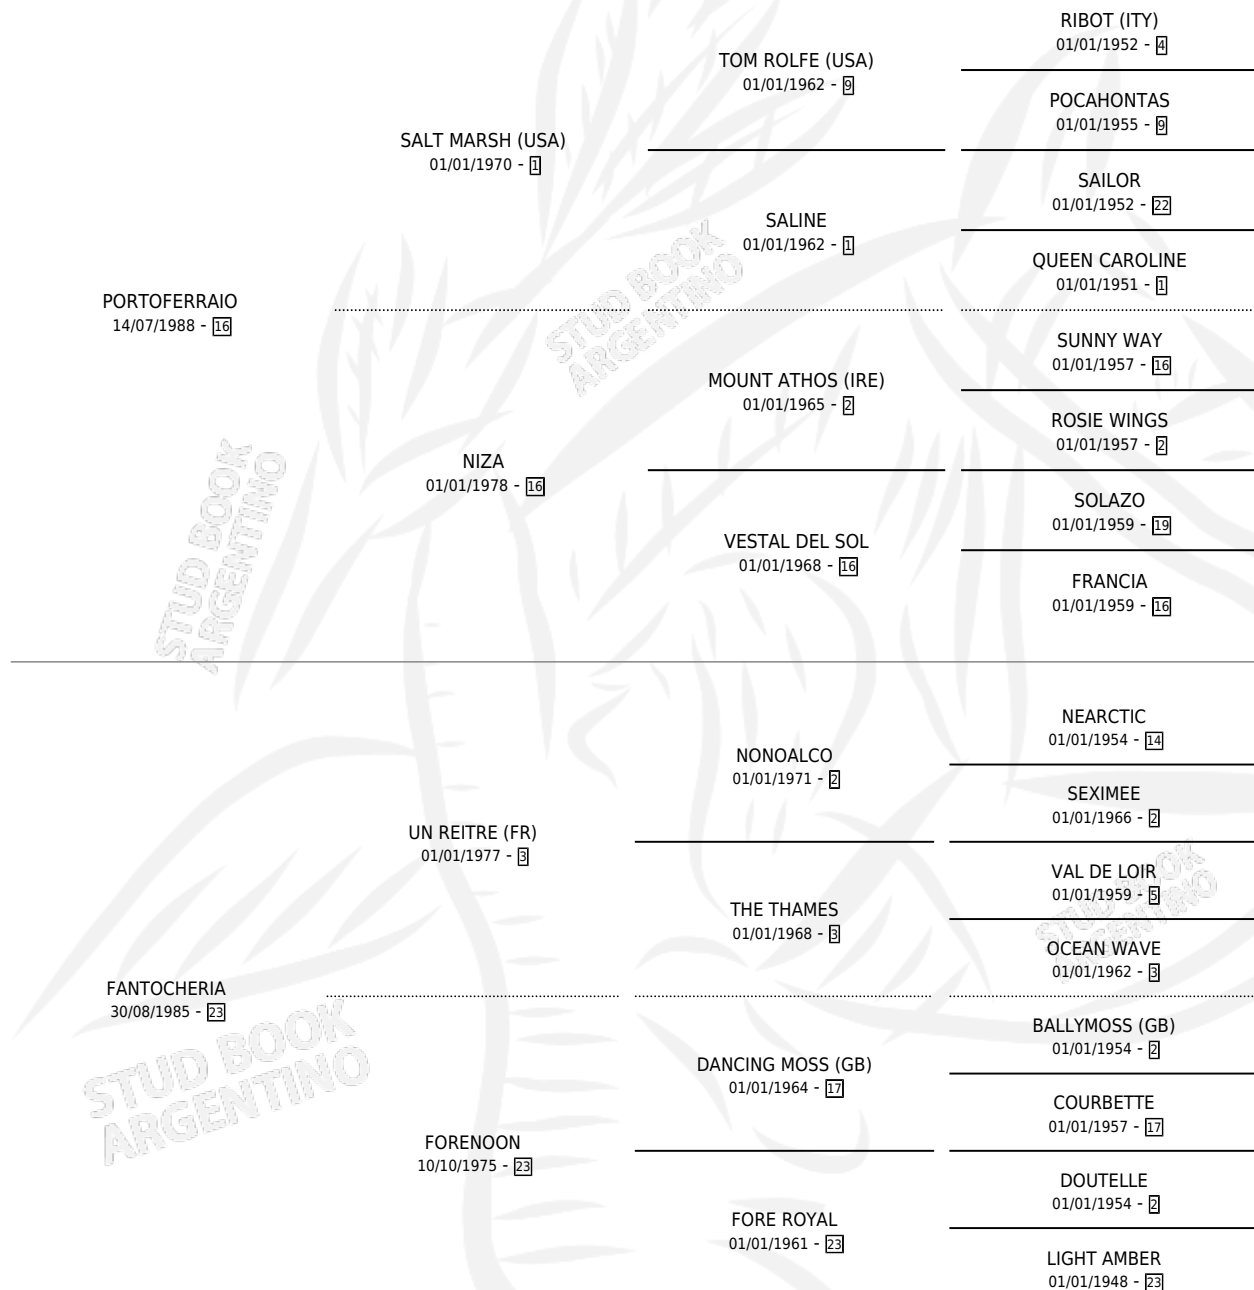 RIBOT (ITY)
01/01/1952 - 4
TOM ROLFE (USA)
01/01/1962 - 9
POCAHONTAS
01/01/1955 - 9
SALT MARSH (USA)
01/01/1970 - 1
SAILOR
01/01/1952 - 22
SALINE
01/01/1962 - 1
QUEEN CAROLINE
01/01/1951 - 1
PORTOFERRAIO
14/07/1988 - 16
SUNNY WAY
01/01/1957 - 16
MOUNT ATHOS (IRE)
01/01/1965 - 2
ROSIE WINGS
01/01/1957 - 2
NIZA
01/01/1978 - 16
SOLAZO
01/01/1959 - 19
VESTAL DEL SOL
01/01/1968 - 16
FRANCIA
01/01/1959 - 16
NEARCTIC
01/01/1954 - 14
NONOALCO
01/01/1971 - 2
SEXIMEE
01/01/1966 - 2
UN REITRE (FR)
01/01/1977 - 3
VAL DE LOIR
01/01/1959 - 5
THE THAMES
01/01/1968 - 3
OCEAN WAVE
01/01/1962 - 3
FANTOCHERIA
30/08/1985 - 23
BALLYMOSS (GB)
01/01/1954 - 2
DANCING MOSS (GB)
01/01/1964 - 17
COURBETTE
01/01/1957 - 17
FORENOON
10/10/1975 - 23
DOUTELLE
01/01/1954 - 2
FORE ROYAL
01/01/1961 - 23
LIGHT AMBER
01/01/1948 - 23
STUD BOOK
ARGENTINO
STUD BOOK
ARGENTINO
STUD BOOK
ARGENTINO
STUD BOOK
ARGENTINO